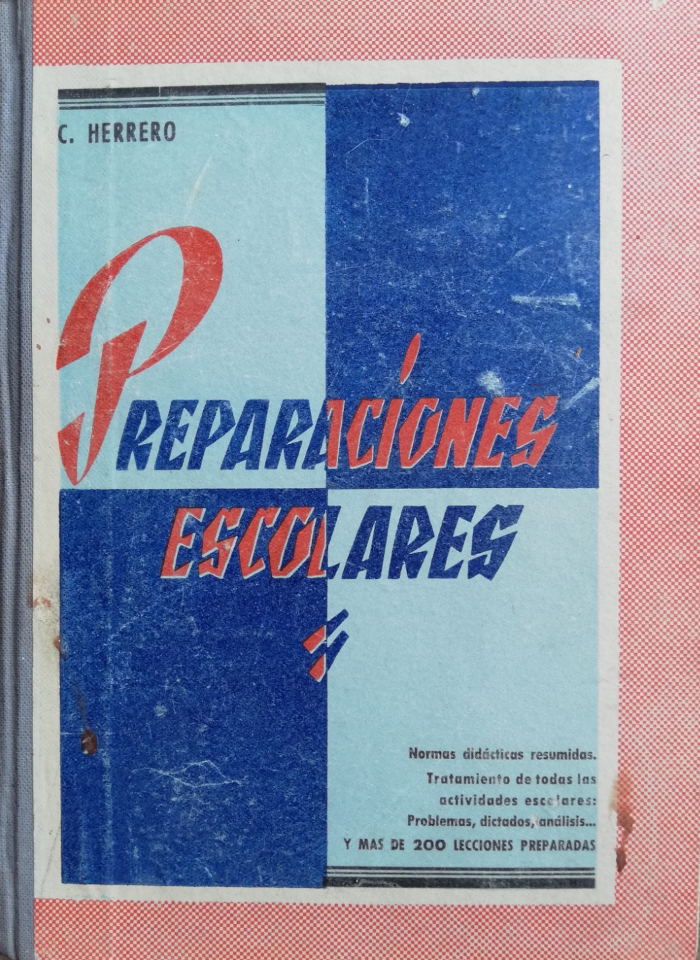 C. HERRERO
PREPARACIONES
ESCOLARES
Normas didácticas resumidas.
Tratamiento de todas las
actividades escolares:
Problemas, dictados, análisis...
Y MAS DE 200 LECCIONES PREPARADAS